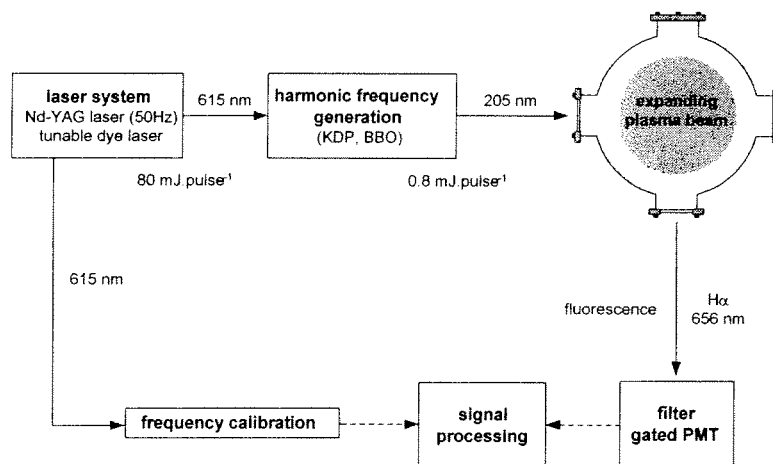 laser system
Nd-YAG laser (50Hz)
tunable dye laser
615 nm
harmonic frequency
generation
(KDP, BBO)
205 nm
expanding
plasma beam
80 mJ.pulse⁻¹
0.8 mJ.pulse⁻¹
615 nm
fluorescence
Hα
656 nm
frequency calibration
signal
processing
filter
gated PMT